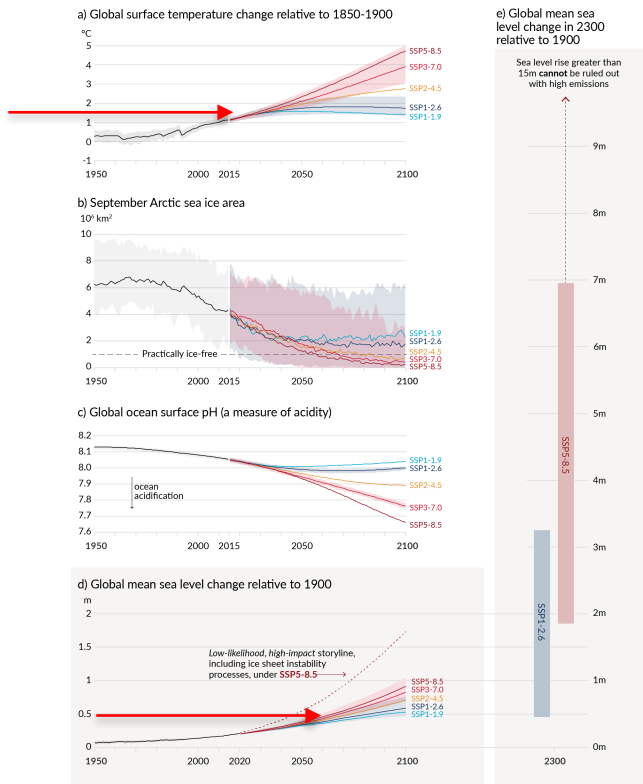 a) Global surface temperature change relative to 1850-1900
°C
5
4
3
2
1
0
-1
SSP5-8.5
SSP3-7.0
SSP2-4.5
SSP1-2.6
SSP1-1.9
1950 2000 2015 2050 2100
b) September Arctic sea ice area
10⁶ km²
10
8
6
4
2
0
Practically ice-free
SSP1-1.9
SSP1-2.6
SSP2-4.5
SSP3-7.0
SSP5-8.5
1950 2000 2015 2050 2100
c) Global ocean surface pH (a measure of acidity)
8.2
8.1
8.0
7.9
7.8
7.7
7.6
ocean
acidification
SSP1-1.9
SSP1-2.6
SSP2-4.5
SSP3-7.0
SSP5-8.5
1950 2000 2015 2050 2100
d) Global mean sea level change relative to 1900
m
2
1.5
1
0.5
0
Low-likelihood, high-impact storyline,
including ice sheet instability
processes, under SSP5-8.5
SSP5-8.5
SSP3-7.0
SSP2-4.5
SSP1-2.6
SSP1-1.9
1950 2000 2020 2050 2100
e) Global mean sea
level change in 2300
relative to 1900
Sea level rise greater than
15m cannot be ruled out
with high emissions
9m
8m
7m
6m
5m
4m
3m
2m
1m
0m
SSP5-8.5
SSP1-2.6
2300